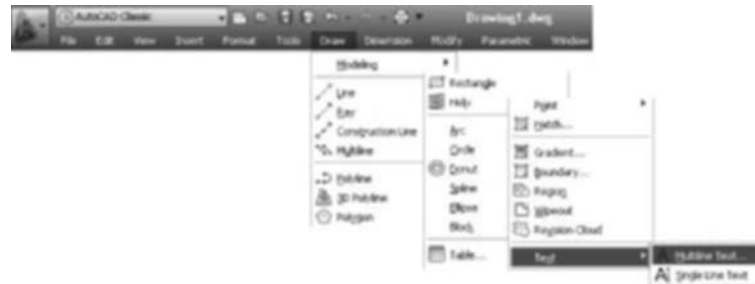 AutoCAD Classic
Drawing1.dwg
File Edit View Insert Format Tools Draw Dimension Modify Parametric Window
Modeling
Line
Ray
Construction Line
Multiline
Polyline
3D Polyline
Polygon
Rectangle
Helix
Arc
Circle
Donut
Spline
Ellipse
Block
Table...
Point
Hatch...
Gradient...
Boundary...
Region
Wipeout
Revision Cloud
Text
Multiline Text...
Single Line Text